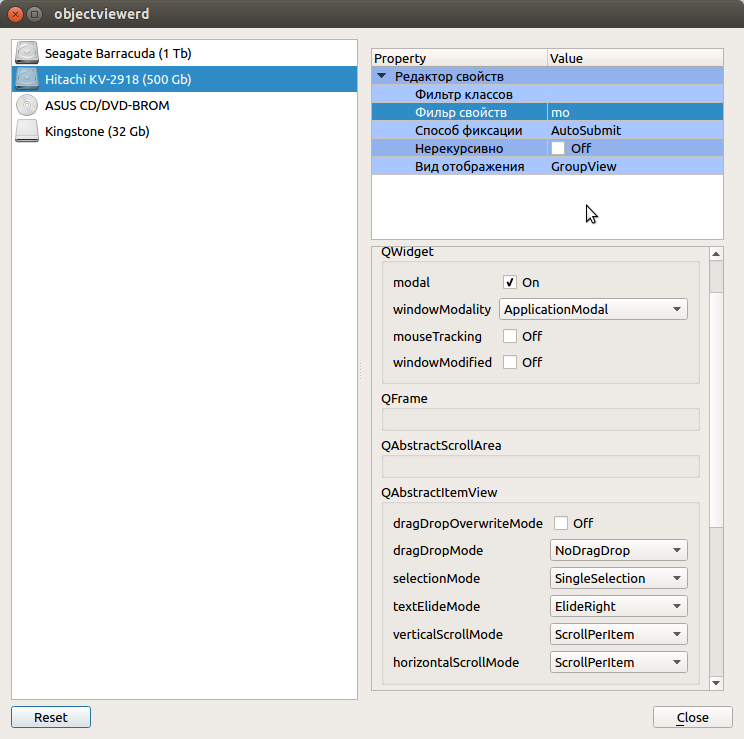 objectviewerd
Seagate Barracuda (1 Tb)
Hitachi KV-2918 (500 Gb)
ASUS CD/DVD-BROM
Kingstone (32 Gb)
Property Value
Редактор свойств
Фильтр классов
Фильр свойств mo
Способ фиксации AutoSubmit
Нерекурсивно Off
Вид отображения GroupView
QWidget
modal On
windowModality ApplicationModal
mouseTracking Off
windowModified Off
QFrame
QAbstractScrollArea
QAbstractItemView
dragDropOverwriteMode Off
dragDropMode NoDragDrop
selectionMode SingleSelection
textElideMode ElideRight
verticalScrollMode ScrollPerItem
horizontalScrollMode ScrollPerItem
Reset Close